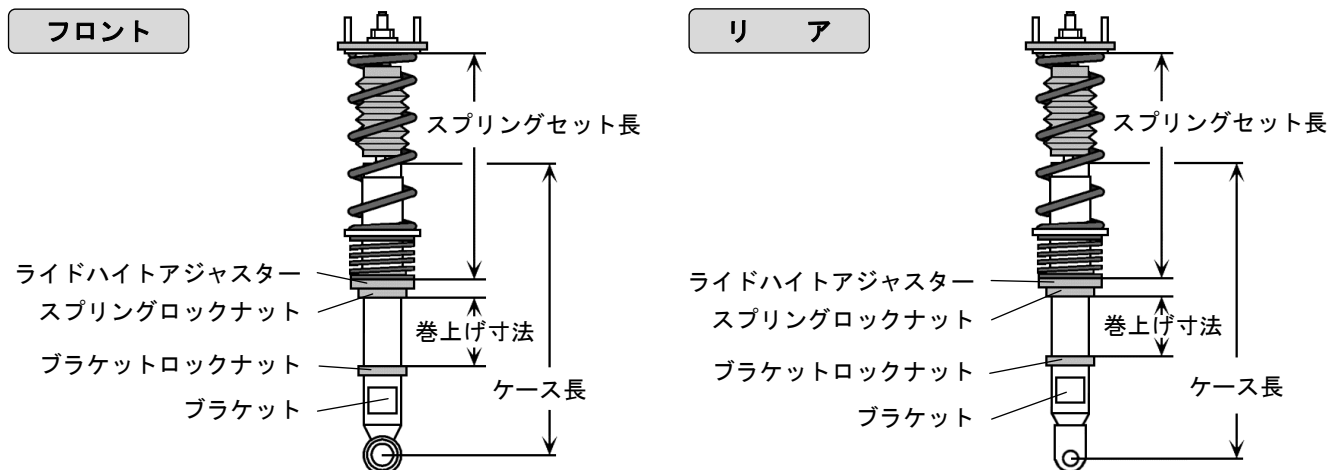 フロント
スプリングセット長
ライドハイトアジャスター
スプリングロックナット
巻上げ寸法
ブラケットロックナット
ケース長
ブラケット
リア
スプリングセット長
ライドハイトアジャスター
スプリングロックナット
巻上げ寸法
ブラケットロックナット
ケース長
ブラケット